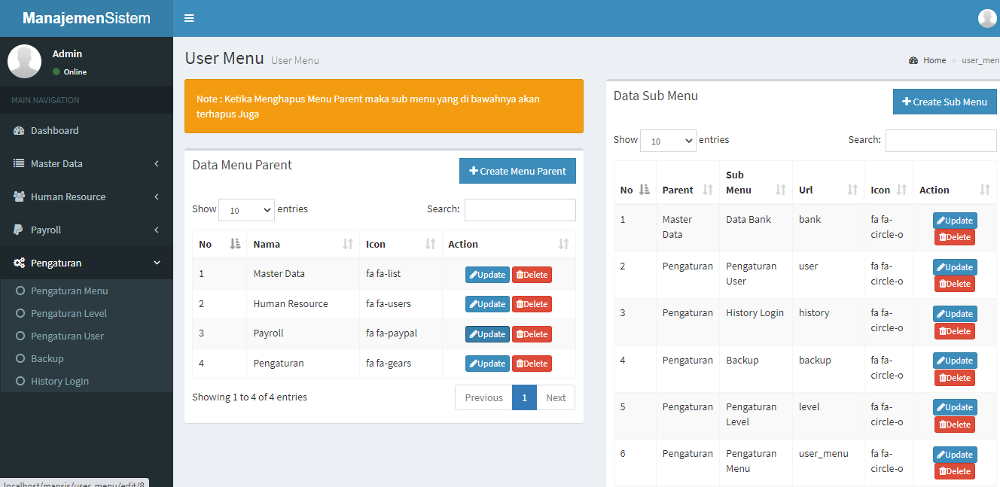 ManajemenSistem
Admin
Online
MAIN NAVIGATION
Dashboard
Master Data
Human Resource
Payroll
Pengaturan
Pengaturan Menu
Pengaturan Level
Pengaturan User
Backup
History Login
localhost/mansis/user_menu/edit/8
User Menu User Menu
Home > user_men
Note : Ketika Menghapus Menu Parent maka sub menu yang di bawahnya akan
terhapus Juga
Data Menu Parent
Create Menu Parent
Show 10 entries
Search:
No Nama Icon Action
1 Master Data fa fa-list Update Delete
2 Human Resource fa fa-users Update Delete
3 Payroll fa fa-paypal Update Delete
4 Pengaturan fa fa-gears Update Delete
Showing 1 to 4 of 4 entries
Previous 1 Next
Data Sub Menu
Create Sub Menu
Show 10 entries
Search:
Sub
No Parent Menu Url Icon Action
1 Master Data Bank bank fa fa- Update
Data circle-o Delete
2 Pengaturan Pengaturan user fa fa- Update
User circle-o Delete
3 Pengaturan History Login history fa fa- Update
circle-o Delete
4 Pengaturan Backup backup fa fa- Update
circle-o Delete
5 Pengaturan Pengaturan level fa fa- Update
Level circle-o Delete
6 Pengaturan Pengaturan user_menu fa fa- Update
Menu circle-o Delete